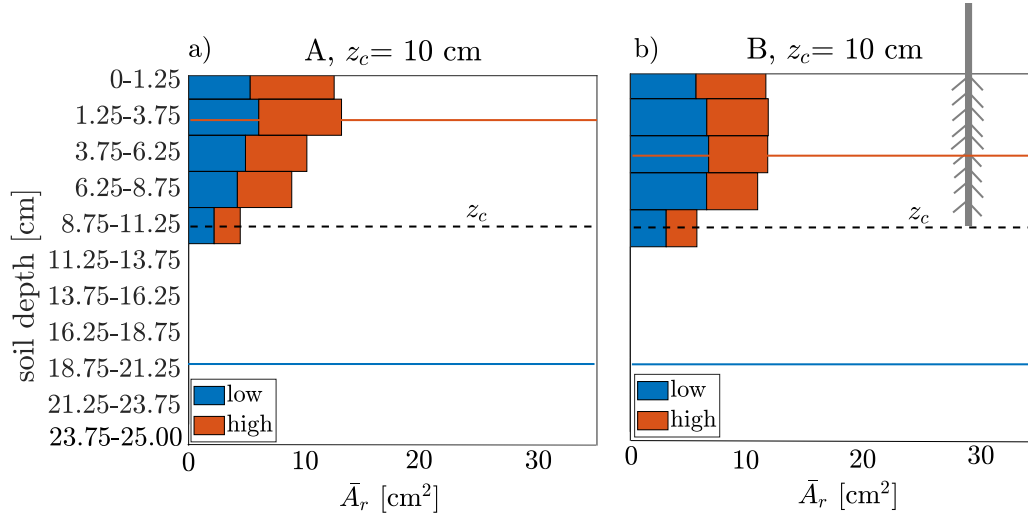 a)
A, z_c= 10 cm
b)
B, z_c= 10 cm
soil depth [cm]
0-1.25
1.25-3.75
3.75-6.25
6.25-8.75
8.75-11.25
11.25-13.75
13.75-16.25
16.25-18.75
18.75-21.25
21.25-23.75
23.75-25.00
z_c
z_c
low
high
low
high
0 10 20 30
0 10 20 30
Ā_r [cm²]
Ā_r [cm²]